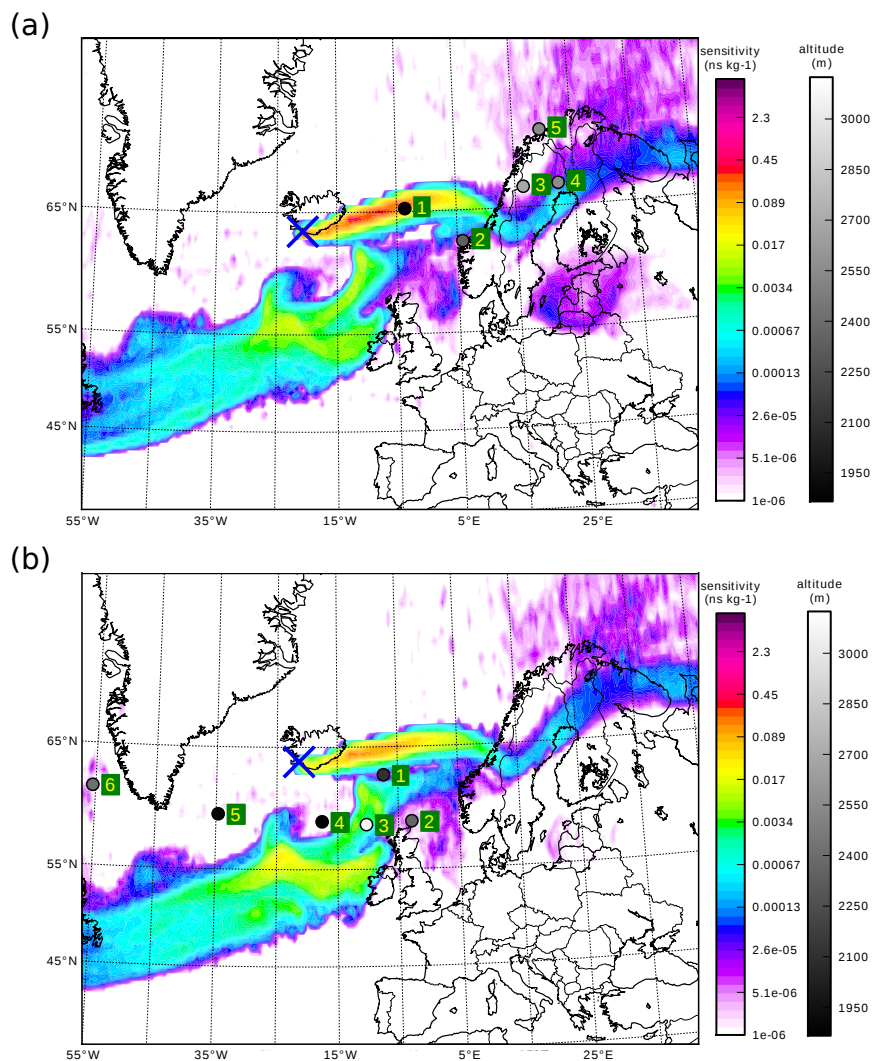 (a)
sensitivity
(ns kg-1)
altitude
(m)
2.3
0.45
0.09
0.017
0.0034
0.00067
0.00013
2.6e-05
5.1e-06
1e-06
3000
2850
2700
2550
2400
2250
2100
1950
65°N
55°N
45°N
55°W
35°W
15°W
5°E
25°E
5
3
4
1
2
(b)
sensitivity
(ns kg-1)
altitude
(m)
2.3
0.45
0.09
0.017
0.0034
0.00067
0.00013
2.6e-05
5.1e-06
1e-06
3000
2850
2700
2550
2400
2250
2100
1950
65°N
55°N
45°N
55°W
35°W
15°W
5°E
25°E
1
6
5
4
3
2